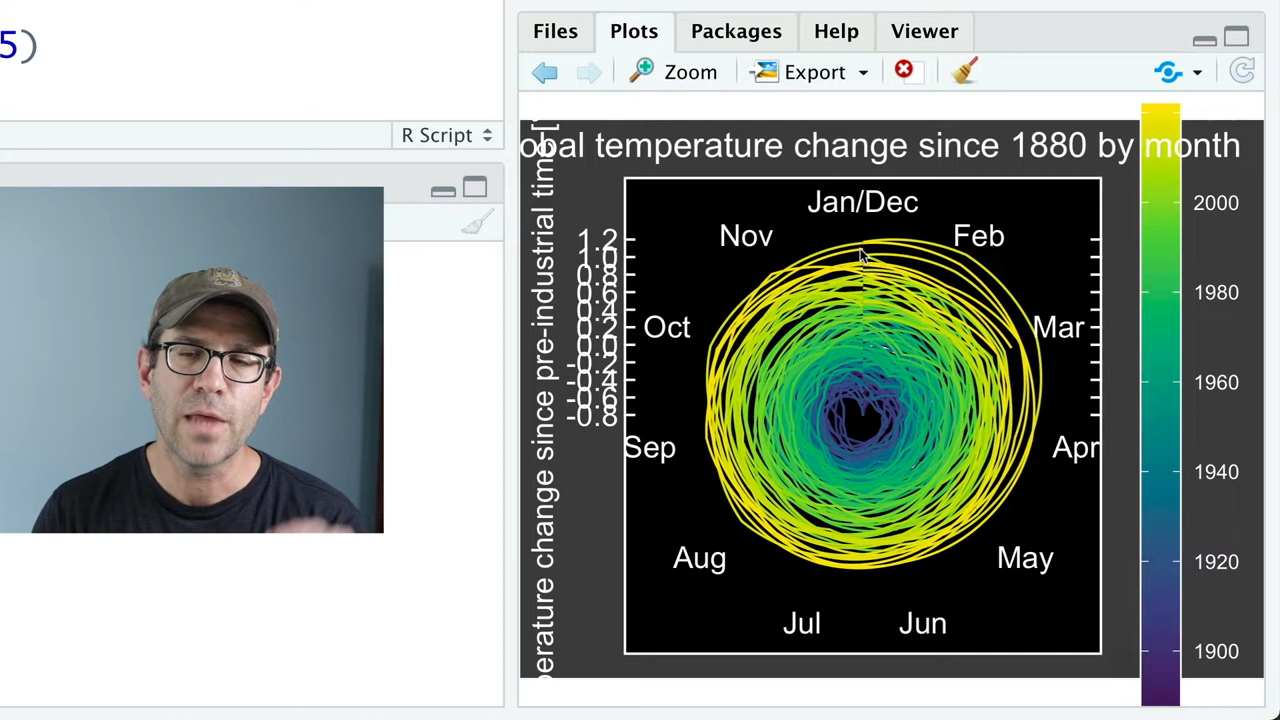 5)
R Script
Files
Plots
Packages
Help
Viewer
Zoom
Export
obal temperature change since 1880 by month
perature change since pre-industrial time [
1.2
1.0
0.8
0.6
0.4
0.2
0.0
-0.2
-0.4
-0.6
-0.8
Jan/Dec
Nov
Feb
Oct
Mar
Sep
Apr
Aug
May
Jul
Jun
2000
1980
1960
1940
1920
1900